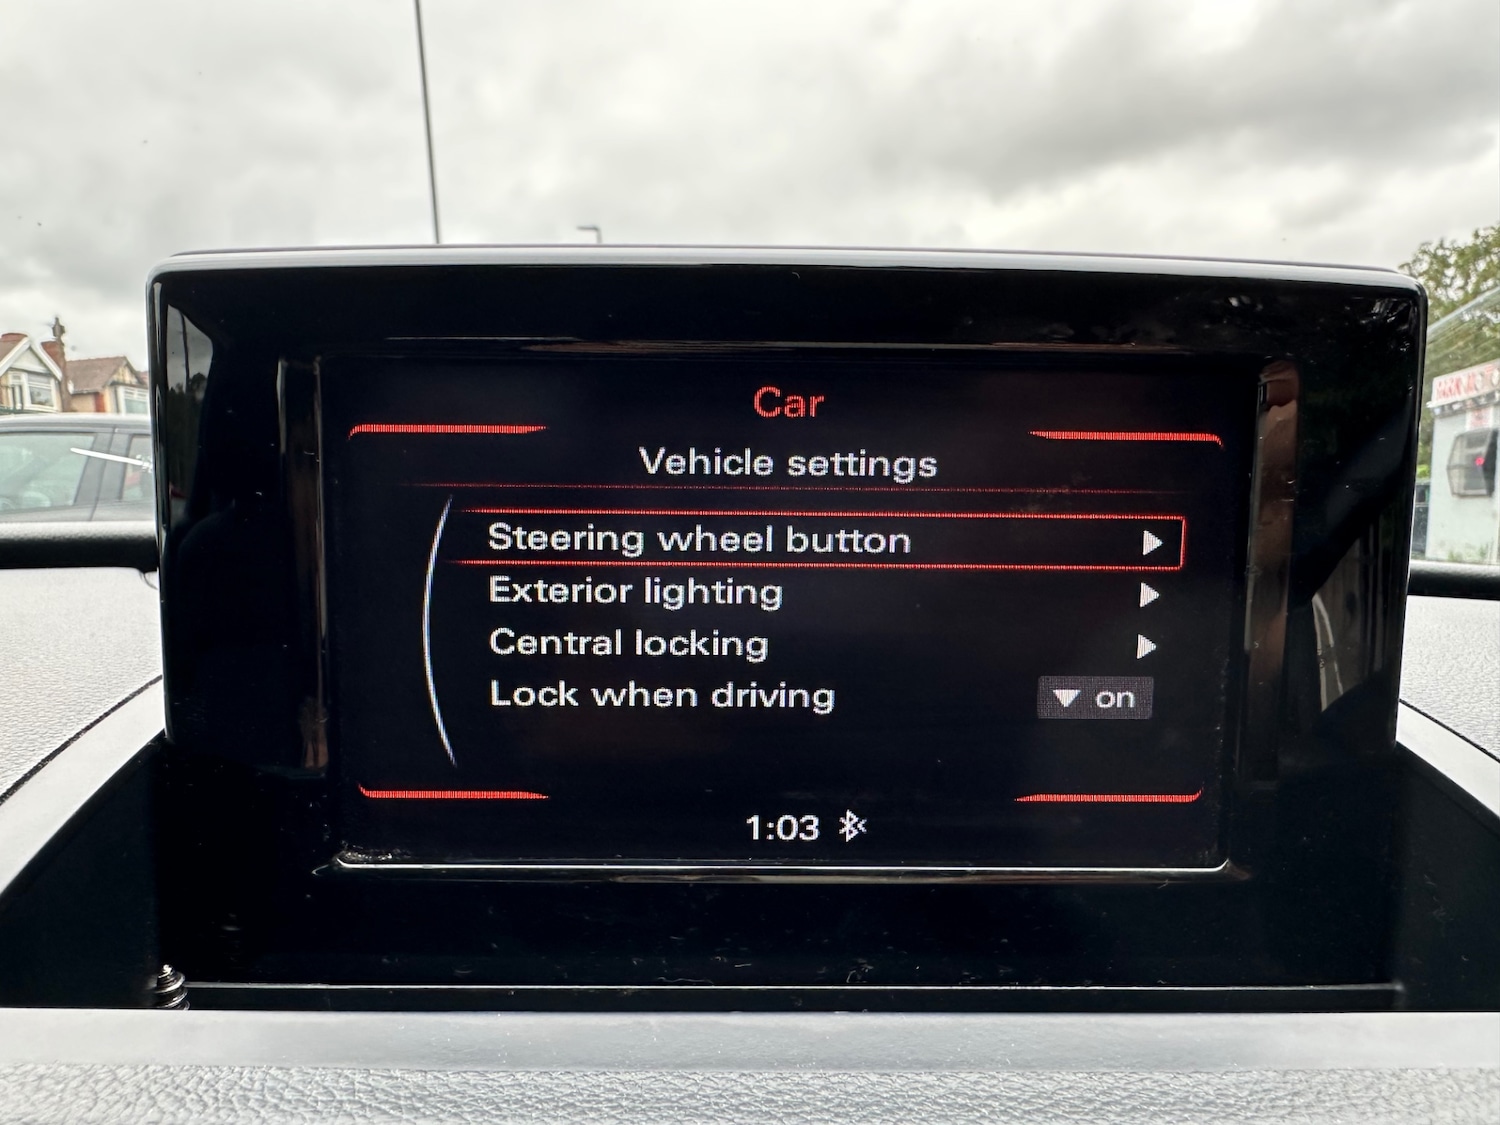 Car
Vehicle settings
Steering wheel button
Exterior lighting
Central locking
Lock when driving on
1:03